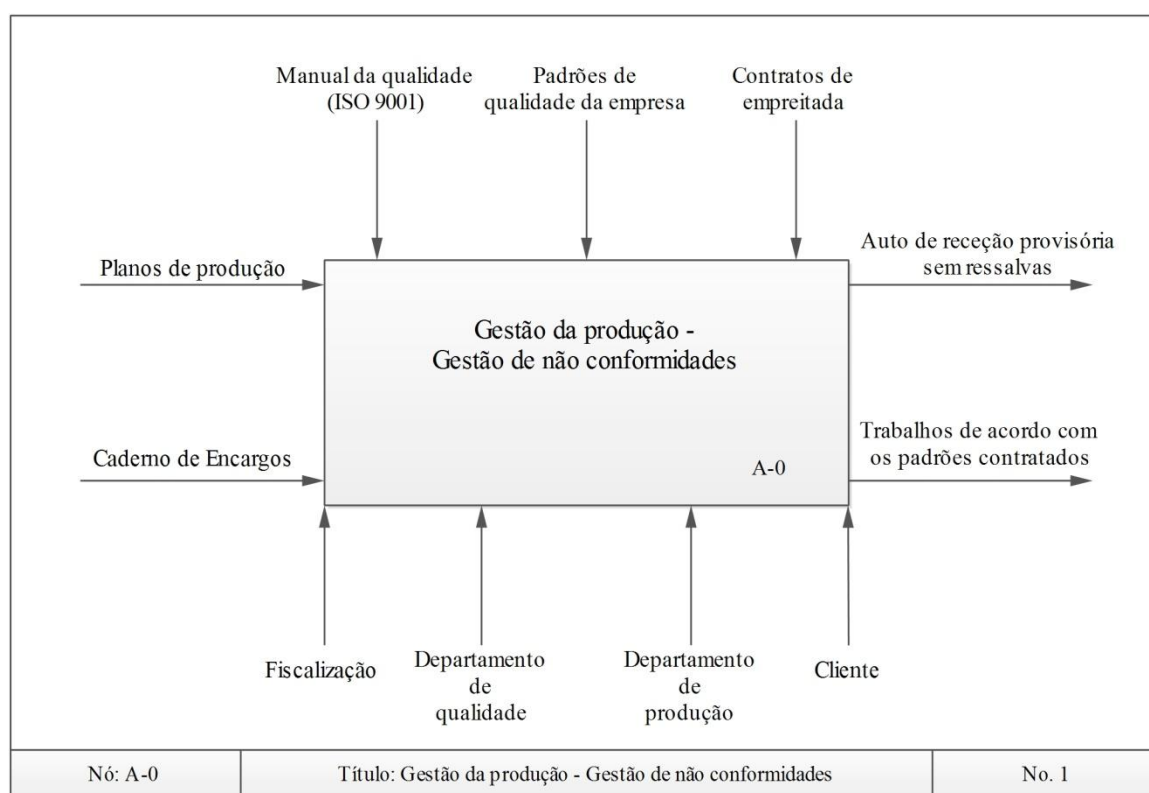 Manual da qualidade
(ISO 9001)
Padrões de
qualidade da empresa
Contratos de
empreitada
Planos de produção
Auto de receção provisória
sem ressalvas
Gestão da produção -
Gestão de não conformidades
Caderno de Encargos
Trabalhos de acordo com
os padrões contratados
A-0
Fiscalização
Departamento
de
qualidade
Departamento
de
produção
Cliente
Nó: A-0
Título: Gestão da produção - Gestão de não conformidades
No. 1